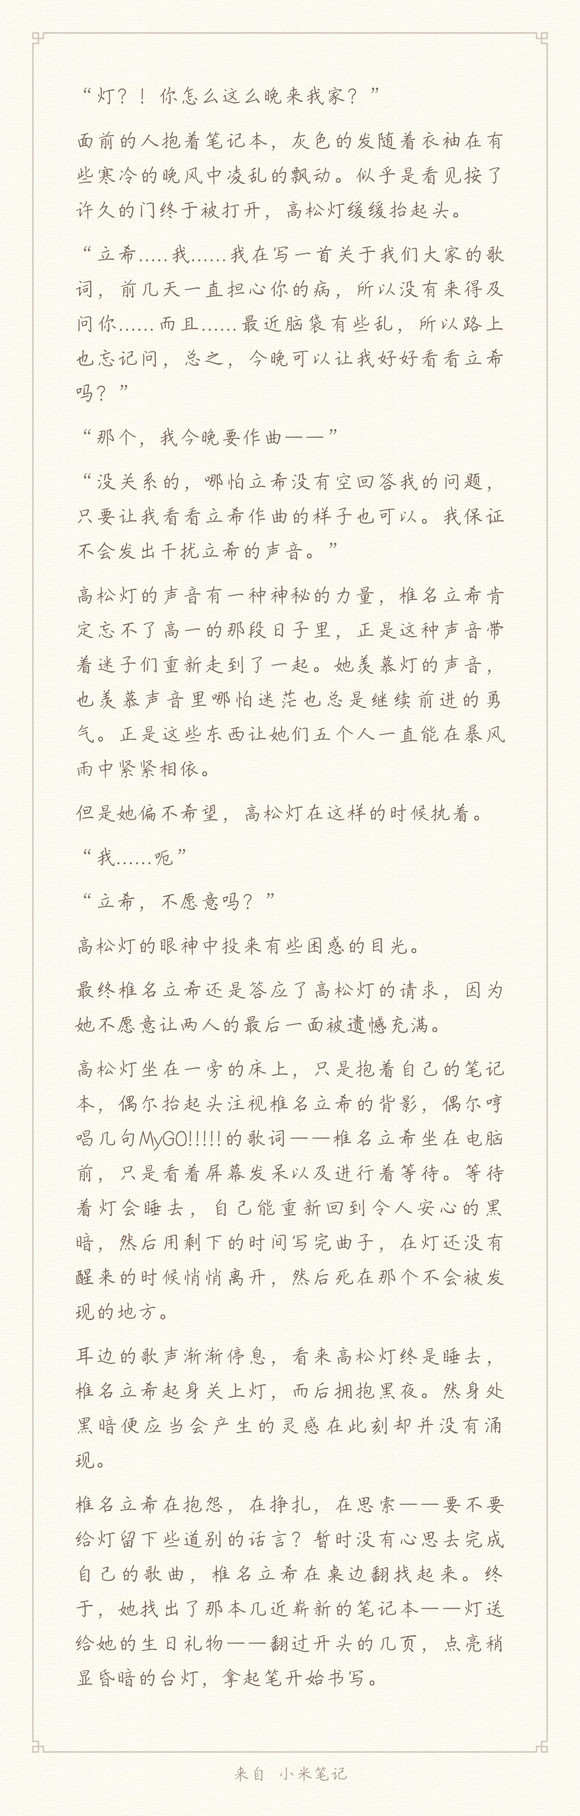 “灯？！你怎么这么晚来我家？”
面前的人抱着笔记本，灰色的发随着衣袖在有
些寒冷的晚风中凌乱的飘动。似乎是看见按了
许久的门终于被打开，高松灯缓缓抬起头。
“立希.....我......我在写一首关于我们大家的歌
词，前几天一直担心你的病，所以没有来得及
问你......而且......最近脑袋有些乱，所以路上
也忘记问，总之，今晚可以让我好好看看立希
吗？”
“那个，我今晚要作曲——”
“没关系的，哪怕立希没有空回答我的问题，
只要让我看看立希作曲的样子也可以。我保证
不会发出干扰立希的声音。”
高松灯的声音有一种神秘的力量，椎名立希肯
定忘不了高一的那段日子里，正是这种声音带
着迷子们重新走到了一起。她羡慕灯的声音，
也羡慕声音里哪怕迷茫也总是继续前进的勇
气。正是这些东西让她们五个人一直能在暴风
雨中紧紧相依。
但是她偏不希望，高松灯在这样的时候执着。
“我......呃”
“立希，不愿意吗？”
高松灯的眼神中投来有些困惑的目光。
最终椎名立希还是答应了高松灯的请求，因为
她不愿意让两人的最后一面被遗憾充满。
高松灯坐在一旁的床上，只是抱着自己的笔记
本，偶尔抬起头注视椎名立希的背影，偶尔哼
唱几句MyGO!!!!!的歌词——椎名立希坐在电脑
前，只是看着屏幕发呆以及进行着等待。等待
着灯会睡去，自己能重新回到令人安心的黑
暗，然后用剩下的时间写完曲子，在灯还没有
醒来的时候悄悄离开，然后死在那个不会被发
现的地方。
耳边的歌声渐渐停息，看来高松灯终是睡去，
椎名立希起身关上灯，而后拥抱黑夜。然身处
黑暗便应当会产生的灵感在此刻却并没有涌
现。
椎名立希在抱怨，在挣扎，在思索——要不要
给灯留下些道别的话言？暂时没有心思去完成
自己的歌曲，椎名立希在桌边翻找起来。终
于，她找出了那本几近崭新的笔记本——灯送
给她的生日礼物——翻过开头的几页，点亮稍
显昏暗的台灯，拿起笔开始书写。
来自 小米笔记